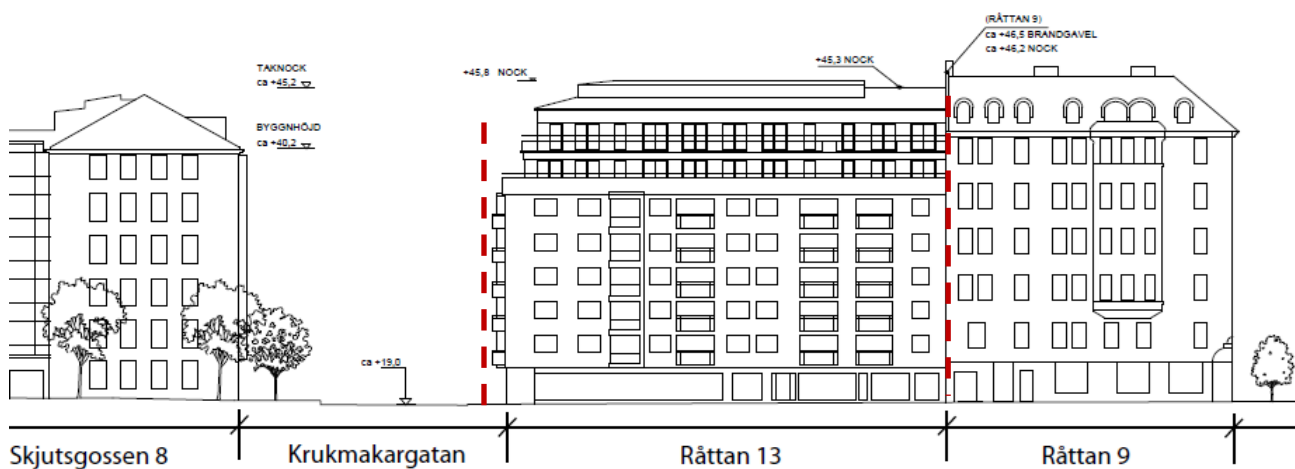 (RÅTTAN 9)
ca +46,5 BRANDGAVEL
ca +46,2 NOCK
TAKNOCK
ca +45,2
+45,8 NOCK
+45,3 NOCK
BYGGNHÖJD
ca +40,2
ca +19,0
Skjutsgossen 8
Krukmakargatan
Råttan 13
Råttan 9